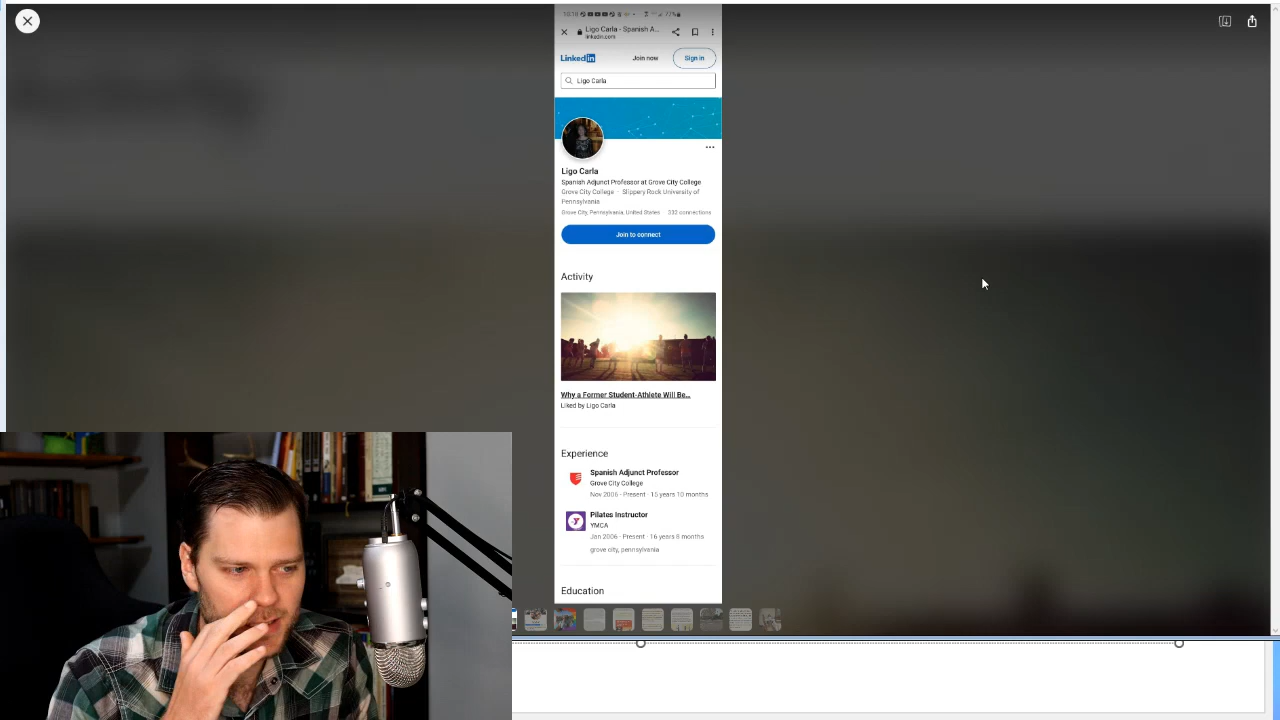 10:18
77%
Ligo Carla - Spanish A...
linkedin.com
Linked in
Join now
Sign in
Ligo Carla
Ligo Carla
Spanish Adjunct Professor at Grove City College
Grove City College · Slippery Rock University of
Pennsylvania
Grove City, Pennsylvania, United States
332 connections
Join to connect
Activity
Why a Former Student-Athlete Will Be...
Liked by Ligo Carla
Experience
Spanish Adjunct Professor
Grove City College
Nov 2006 - Present · 15 years 10 months
Pilates Instructor
YMCA
Jan 2006 - Present · 16 years 8 months
grove city, pennsylvania
Education